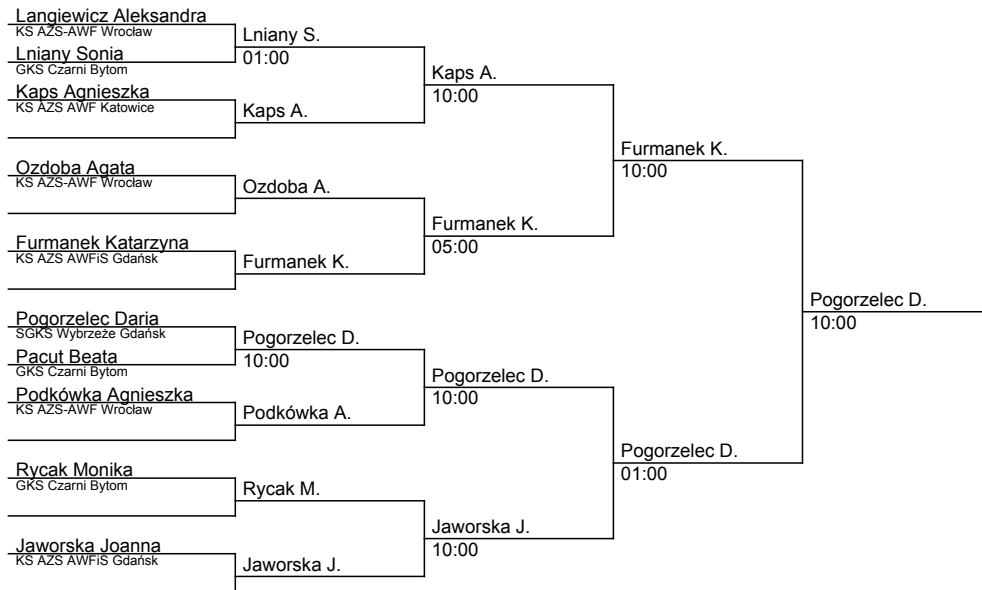 Langiewicz Aleksandra
KS AZS-AWF Wrocław
Lniany S.
01:00
Lniany Sonia
GKS Czarni Bytom
Kaps A.
10:00
Kaps Agnieszka
KS AZS AWF Katowice
Kaps A.
Furmanek K.
10:00
Ozdoba Agata
KS AZS-AWF Wrocław
Ozdoba A.
Furmanek K.
05:00
Furmanek Katarzyna
KS AZS AWFiS Gdańsk
Furmanek K.
Pogorzelec D.
10:00
Pogorzelec Daria
SGKS Wybrzeże Gdańsk
Pogorzelec D.
10:00
Pacut Beata
GKS Czarni Bytom
Pogorzelec D.
10:00
Podkówka Agnieszka
KS AZS-AWF Wrocław
Podkówka A.
Pogorzelec D.
01:00
Rycak Monika
GKS Czarni Bytom
Rycak M.
Jaworska J.
10:00
Jaworska Joanna
KS AZS AWFiS Gdańsk
Jaworska J.